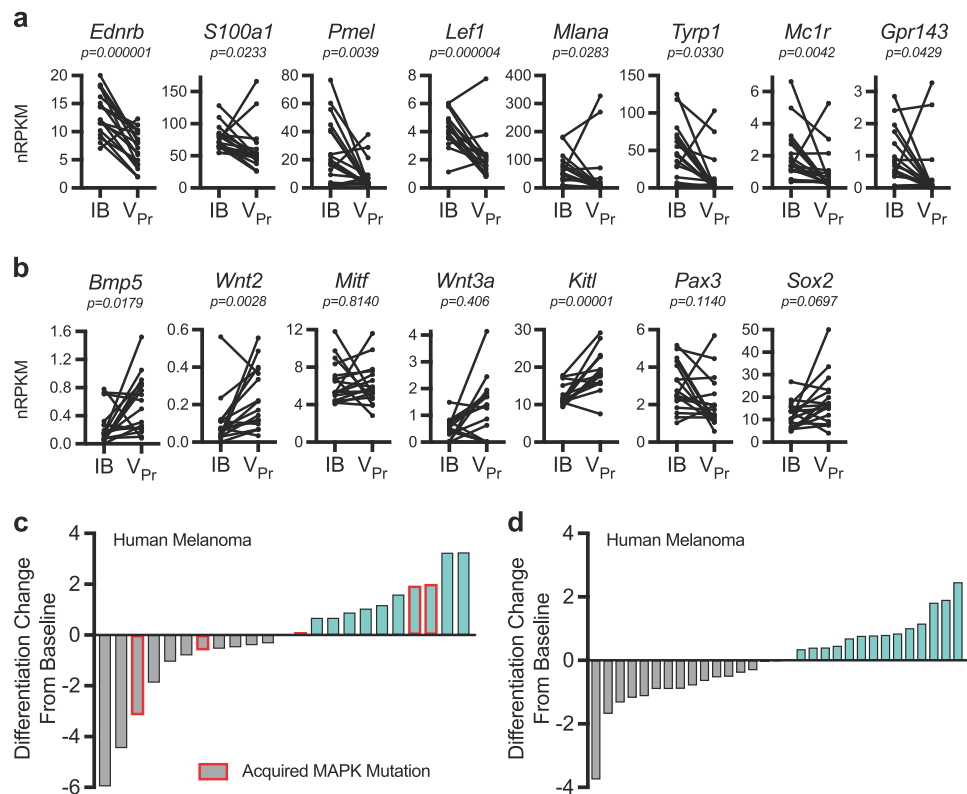 a
Ednrb S100a1 Pmel Lef1 Mlana Tyrp1 Mc1r Gpr143
p=0.000001 p=0.0233 p=0.0039 p=0.000004 p=0.0283 p=0.0330 p=0.0042 p=0.0429
nRPKM
20 15 10 5 0
150 100 50 0
80 60 40 20 0
8 6 4 2 0
400 300 200 100 0
150 100 50 0
6 4 2 0
3 2 1 0
IB VPr IB VPr IB VPr IB VPr IB VPr IB VPr IB VPr IB VPr
b
Bmp5 Wnt2 Mitf Wnt3a Kitl Pax3 Sox2
p=0.0179 p=0.0028 p=0.8140 p=0.406 p=0.00001 p=0.1140 p=0.0697
nRPKM
1.6 1.2 0.8 0.4 0.0
0.6 0.4 0.2 0.0
12 8 4 0
4 3 2 1 0
30 20 10 0
6 4 2 0
50 40 30 20 10 0
IB VPr IB VPr IB VPr IB VPr IB VPr IB VPr IB VPr
c
Human Melanoma
Differentiation Change
From Baseline
4
2
0
-2
-4
-6
Acquired MAPK Mutation
d
Human Melanoma
Differentiation Change
From Baseline
4
2
0
-2
-4